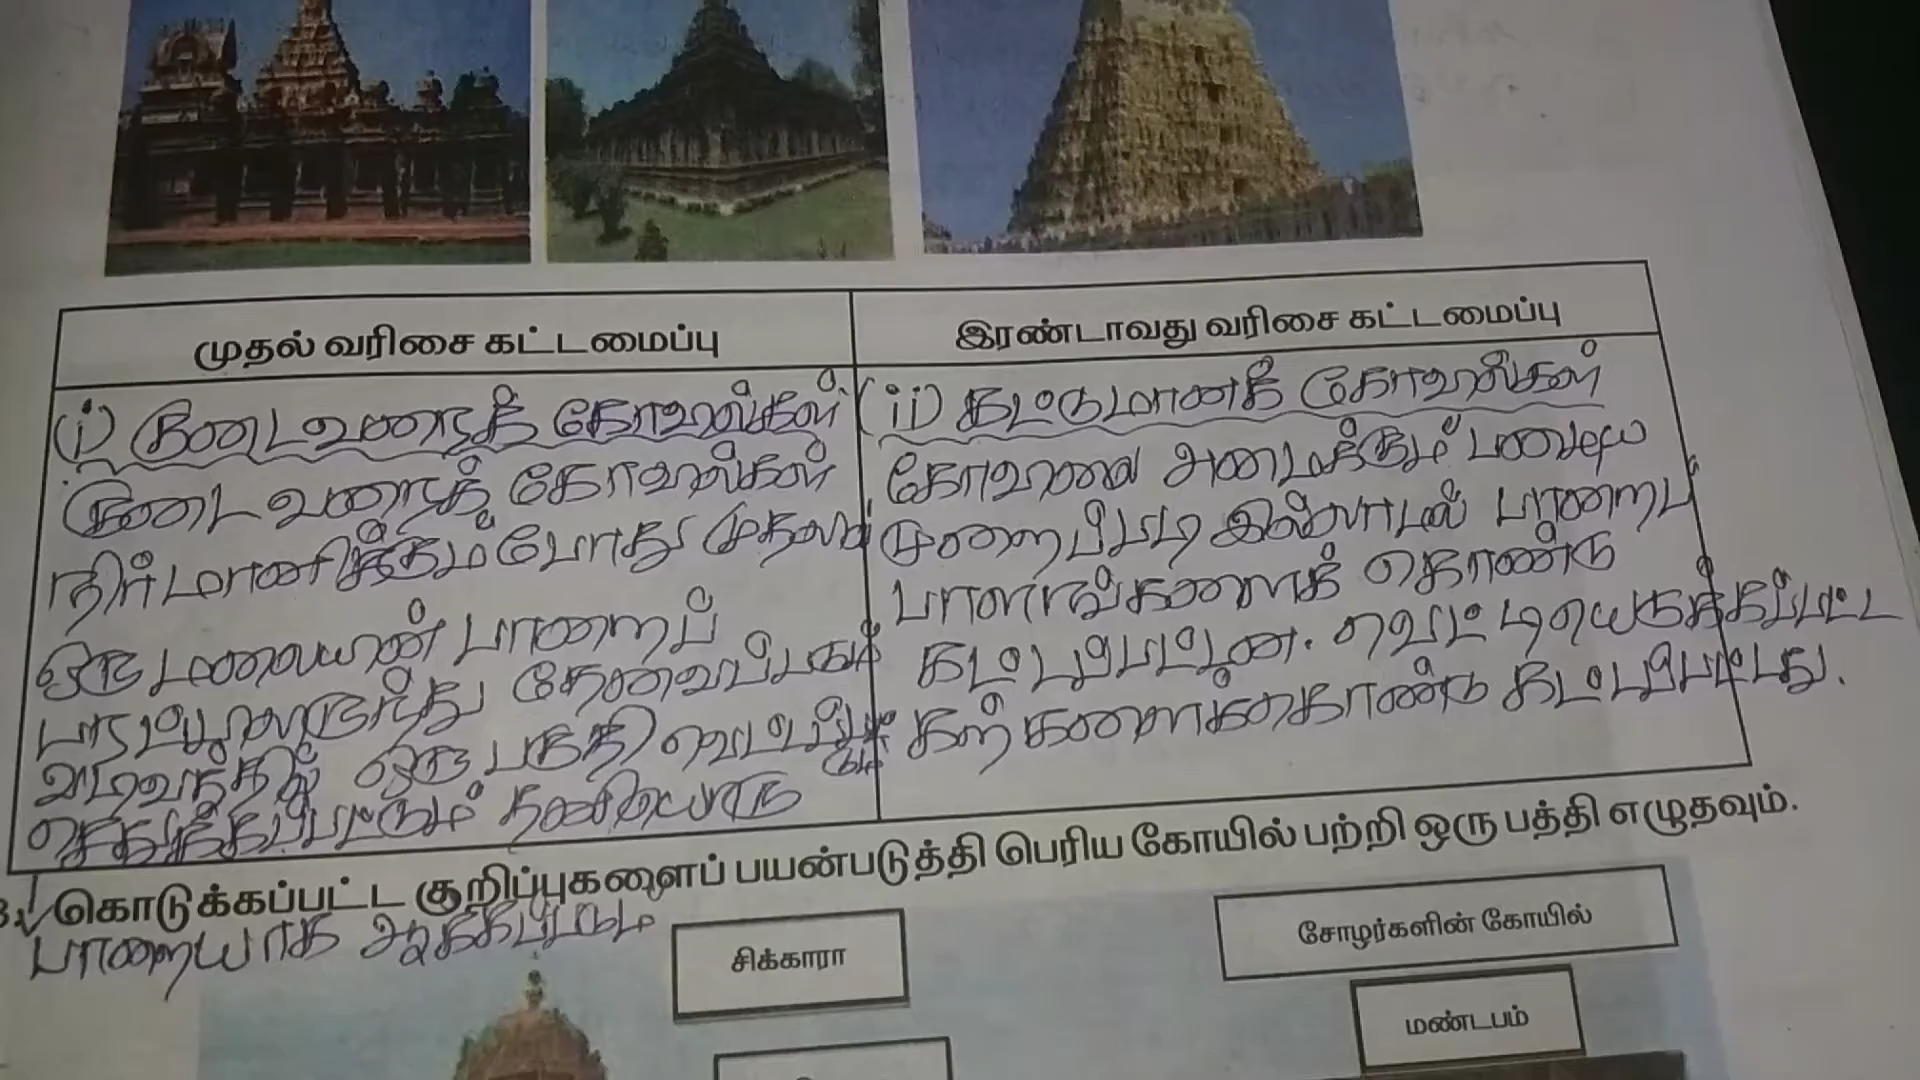 முதல் வரிசை கட்டமைப்பு
(i) குடைவரைக் கோயில்கள்
குடைவரைக் கோயில்கள்
நிர்மாணிக்கும்போது முதலில்
ஒரு மலையின் பாறைப்
பரப்பிலிருந்து தேவைப்படும்
வடிவத்தில் ஒரு பகுதி வெட்டி
செதுக்கப்பட்டும் தனியொரு
பாறையாக ஆக்கப்படும்
இரண்டாவது வரிசை கட்டமைப்பு
(ii) கட்டுமானக் கோயில்கள்
கோயிலை அமைக்கும் பழைய
முறைப்படி இல்லாமல் பாறைப்
பாளங்களைக் கொண்டு
கட்டப்பட்டன. வெட்டியெடுக்கப்பட்ட
கற்களைக்கொண்டு கட்டப்பட்டது.
கொடுக்கப்பட்ட குறிப்புகளைப் பயன்படுத்தி பெரிய கோயில் பற்றி ஒரு பத்தி எழுதவும்.
சிக்காரா
சோழர்களின் கோயில்
மண்டபம்